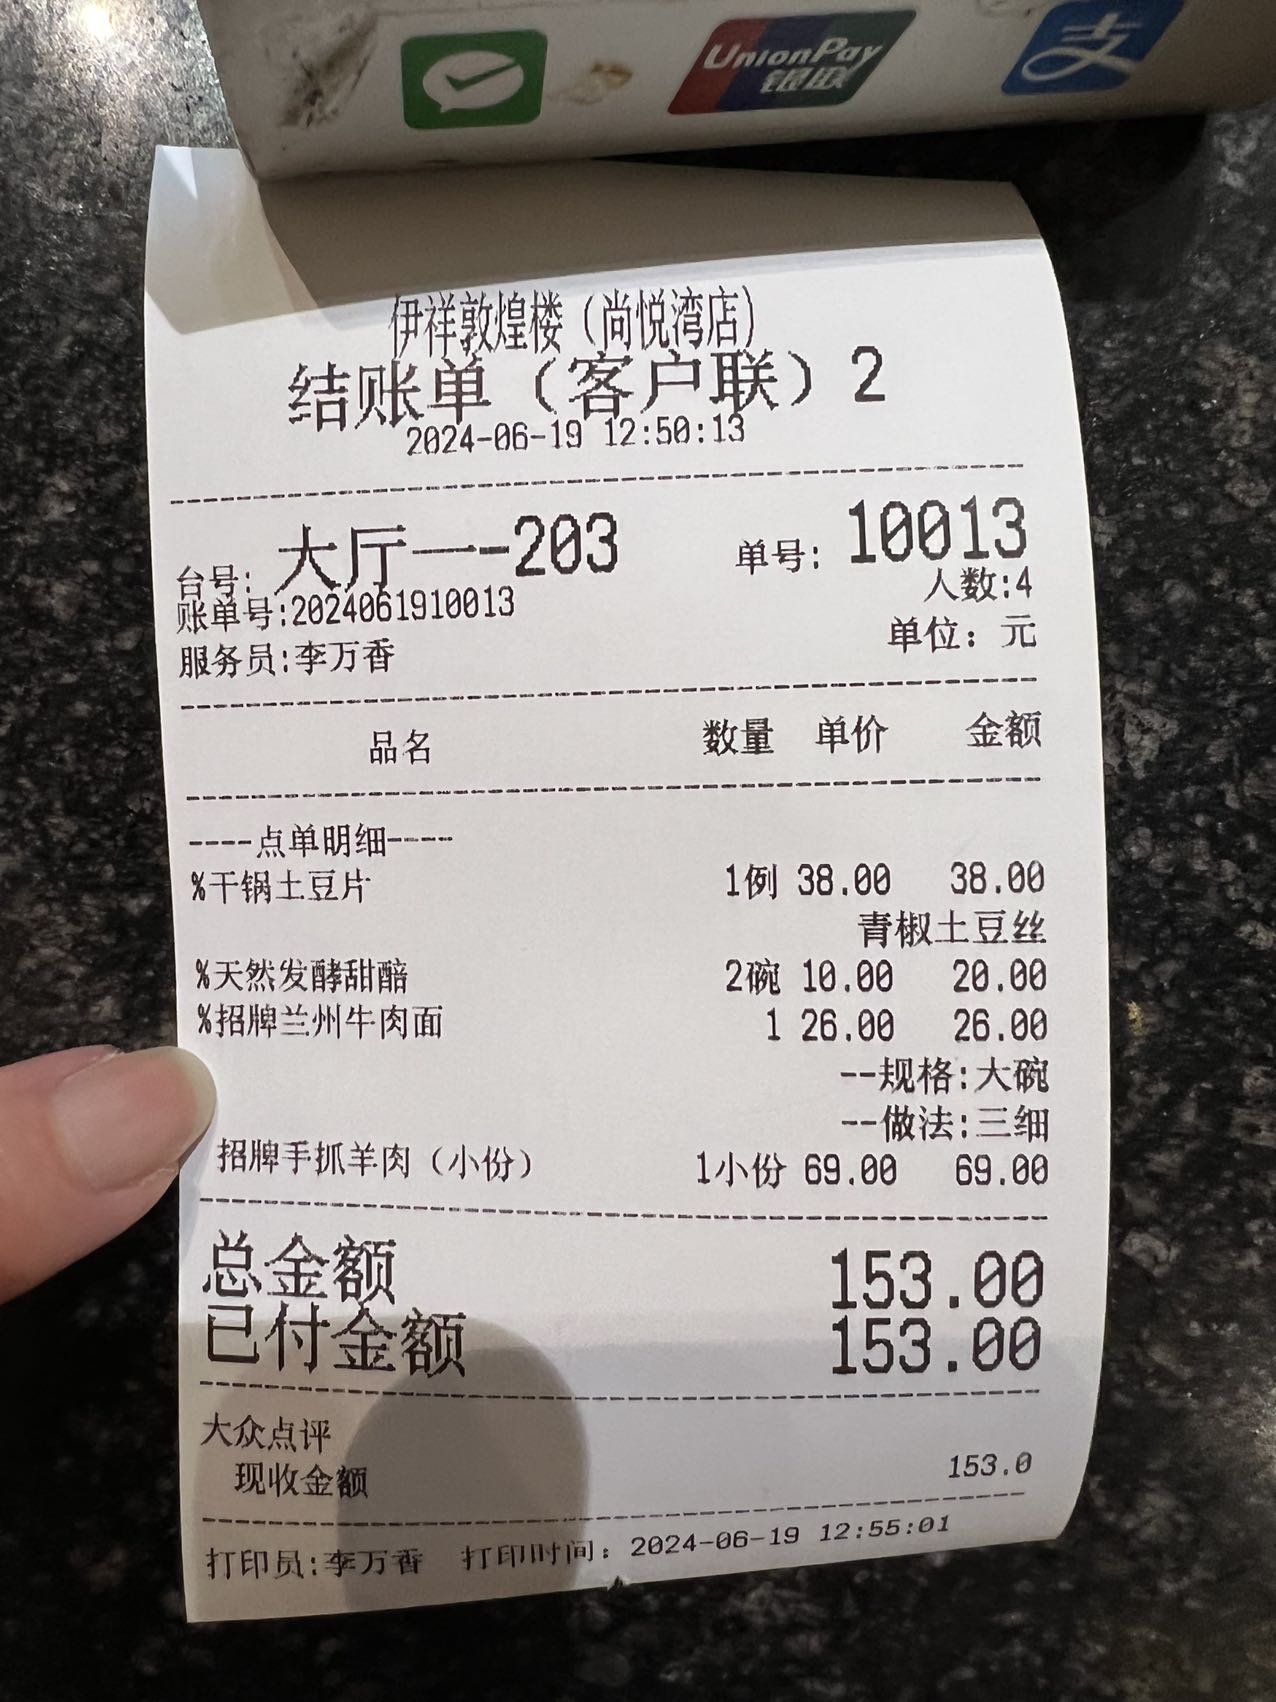 UnionPay
银联
支
伊祥敦煌楼（尚悦湾店）
结账单（客户联）2
2024-06-19 12:50:13
台号: 大厅一-203 单号: 10013
人数:4
账单号:2024061910013
单位: 元
服务员:李万香
品名 数量 单价 金额
----点单明细----
%干锅土豆片 1例 38.00 38.00
青椒土豆丝
%天然发酵甜醅 2碗 10.00 20.00
%招牌兰州牛肉面 1 26.00 26.00
--规格:大碗
--做法:三细
招牌手抓羊肉（小份） 1小份 69.00 69.00
总金额 153.00
已付金额 153.00
大众点评
现收金额 153.0
打印员:李万香 打印时间: 2024-06-19 12:55:01